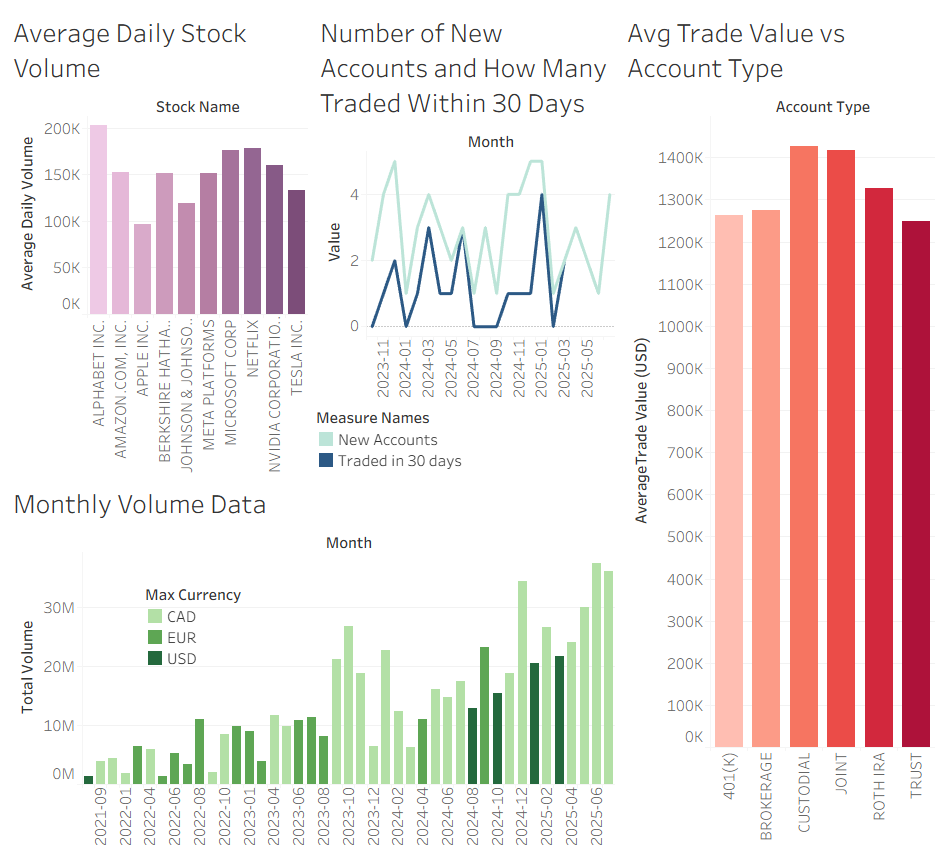 Average Daily Stock
Volume
Stock Name
Average Daily Volume
200K
150K
100K
50K
0K
ALPHABET INC.
AMAZON.COM, INC.
APPLE INC.
BERKSHIRE HATHA..
JOHNSON & JOHNSO..
META PLATFORMS
MICROSOFT CORP
NETFLIX
NVIDIA CORPORATIO..
TESLA INC.
Number of New
Accounts and How Many
Traded Within 30 Days
Month
Value
4
2
0
2023-11
2024-01
2024-03
2024-05
2024-07
2024-09
2024-11
2025-01
2025-03
2025-05
Measure Names
New Accounts
Traded in 30 days
Avg Trade Value vs
Account Type
Account Type
AverageTrade Value (USD)
1400K
1300K
1200K
1100K
1000K
900K
800K
700K
600K
500K
400K
300K
200K
100K
0K
401(K)
BROKERAGE
CUSTODIAL
JOINT
ROTH IRA
TRUST
Monthly Volume Data
Month
Max Currency
CAD
EUR
USD
Total Volume
30M
20M
10M
0M
2021-09
2022-01
2022-04
2022-06
2022-08
2022-10
2023-01
2023-04
2023-06
2023-08
2023-10
2023-12
2024-02
2024-04
2024-06
2024-08
2024-10
2024-12
2025-02
2025-04
2025-06